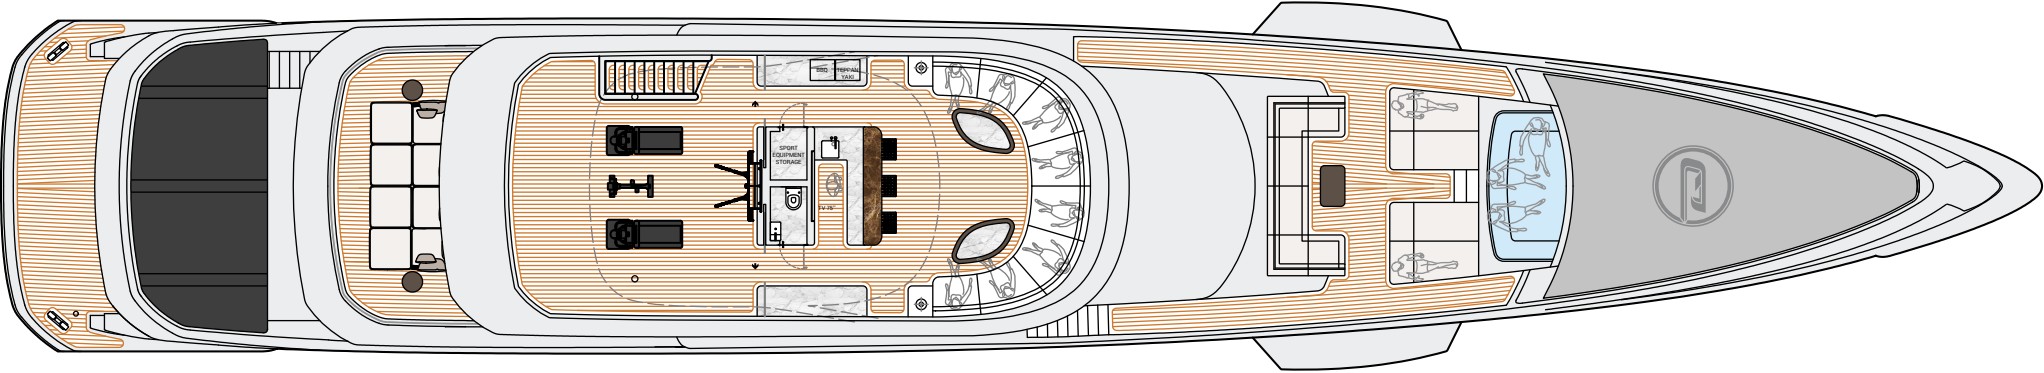 BBQ
TEPPAN
YAKI
SPORT
EQUIPMENT
STORAGE
TV 75"